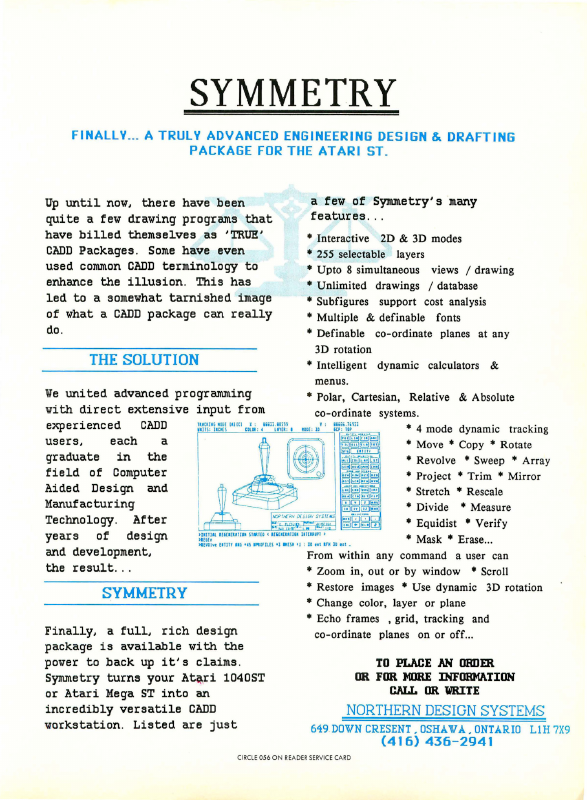 SYMMETRY
FINALLY... A TRULY ADVANCED ENGINEERING DESIGN & DRAFTING
PACKAGE FOR THE ATARI ST.
Up until now, there have been
quite a few drawing programs that
have billed themselves as 'TRUE'
CADD Packages. Some have even
used common CADD terminology to
enhance the illusion. This has
led to a somewhat tarnished image
of what a CADD package can really
do.
THE SOLUTION
We united advanced programming
with direct extensive input from
experienced CADD
users, each a
graduate in the
field of Computer
Aided Design and
Manufacturing
Technology. After
years of design
and development,
the result...
SYMMETRY
Finally, a full, rich design
package is available with the
power to back up it's claims.
Symmetry turns your Atari 1040ST
or Atari Mega ST into an
incredibly versatile CADD
workstation. Listed are just
a few of Symmetry's many
features...
* Interactive 2D & 3D modes
* 255 selectable layers
* Upto 8 simultaneous views / drawing
* Unlimited drawings / database
* Subfigures support cost analysis
* Multiple & definable fonts
* Definable co-ordinate planes at any
3D rotation
* Intelligent dynamic calculators &
menus.
* Polar, Cartesian, Relative & Absolute
co-ordinate systems.
* 4 mode dynamic tracking
* Move * Copy * Rotate
* Revolve * Sweep * Array
* Project * Trim * Mirror
* Stretch * Rescale
* Divide * Measure
* Equidist * Verify
* Mask * Erase...
NORTHERN DESIGN SYSTEMS
From within any command a user can
* Zoom in, out or by window * Scroll
* Restore images * Use dynamic 3D rotation
* Change color, layer or plane
* Echo frames , grid, tracking and
co-ordinate planes on or off...
TO PLACE AN ORDER
OR FOR MORE INFORMATION
CALL OR WRITE
NORTHERN DESIGN SYSTEMS
649 DOWN CRESENT , OSHAWA , ONTARIO L1H 7X9
(416) 436-2941
CIRCLE 056 ON READER SERVICE CARD